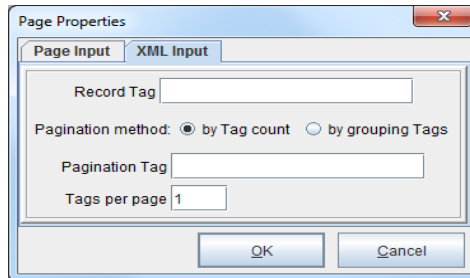 Page Properties
Page Input XML Input
Record Tag
Pagination method: by Tag count by grouping Tags
Pagination Tag
Tags per page 1
OK Cancel